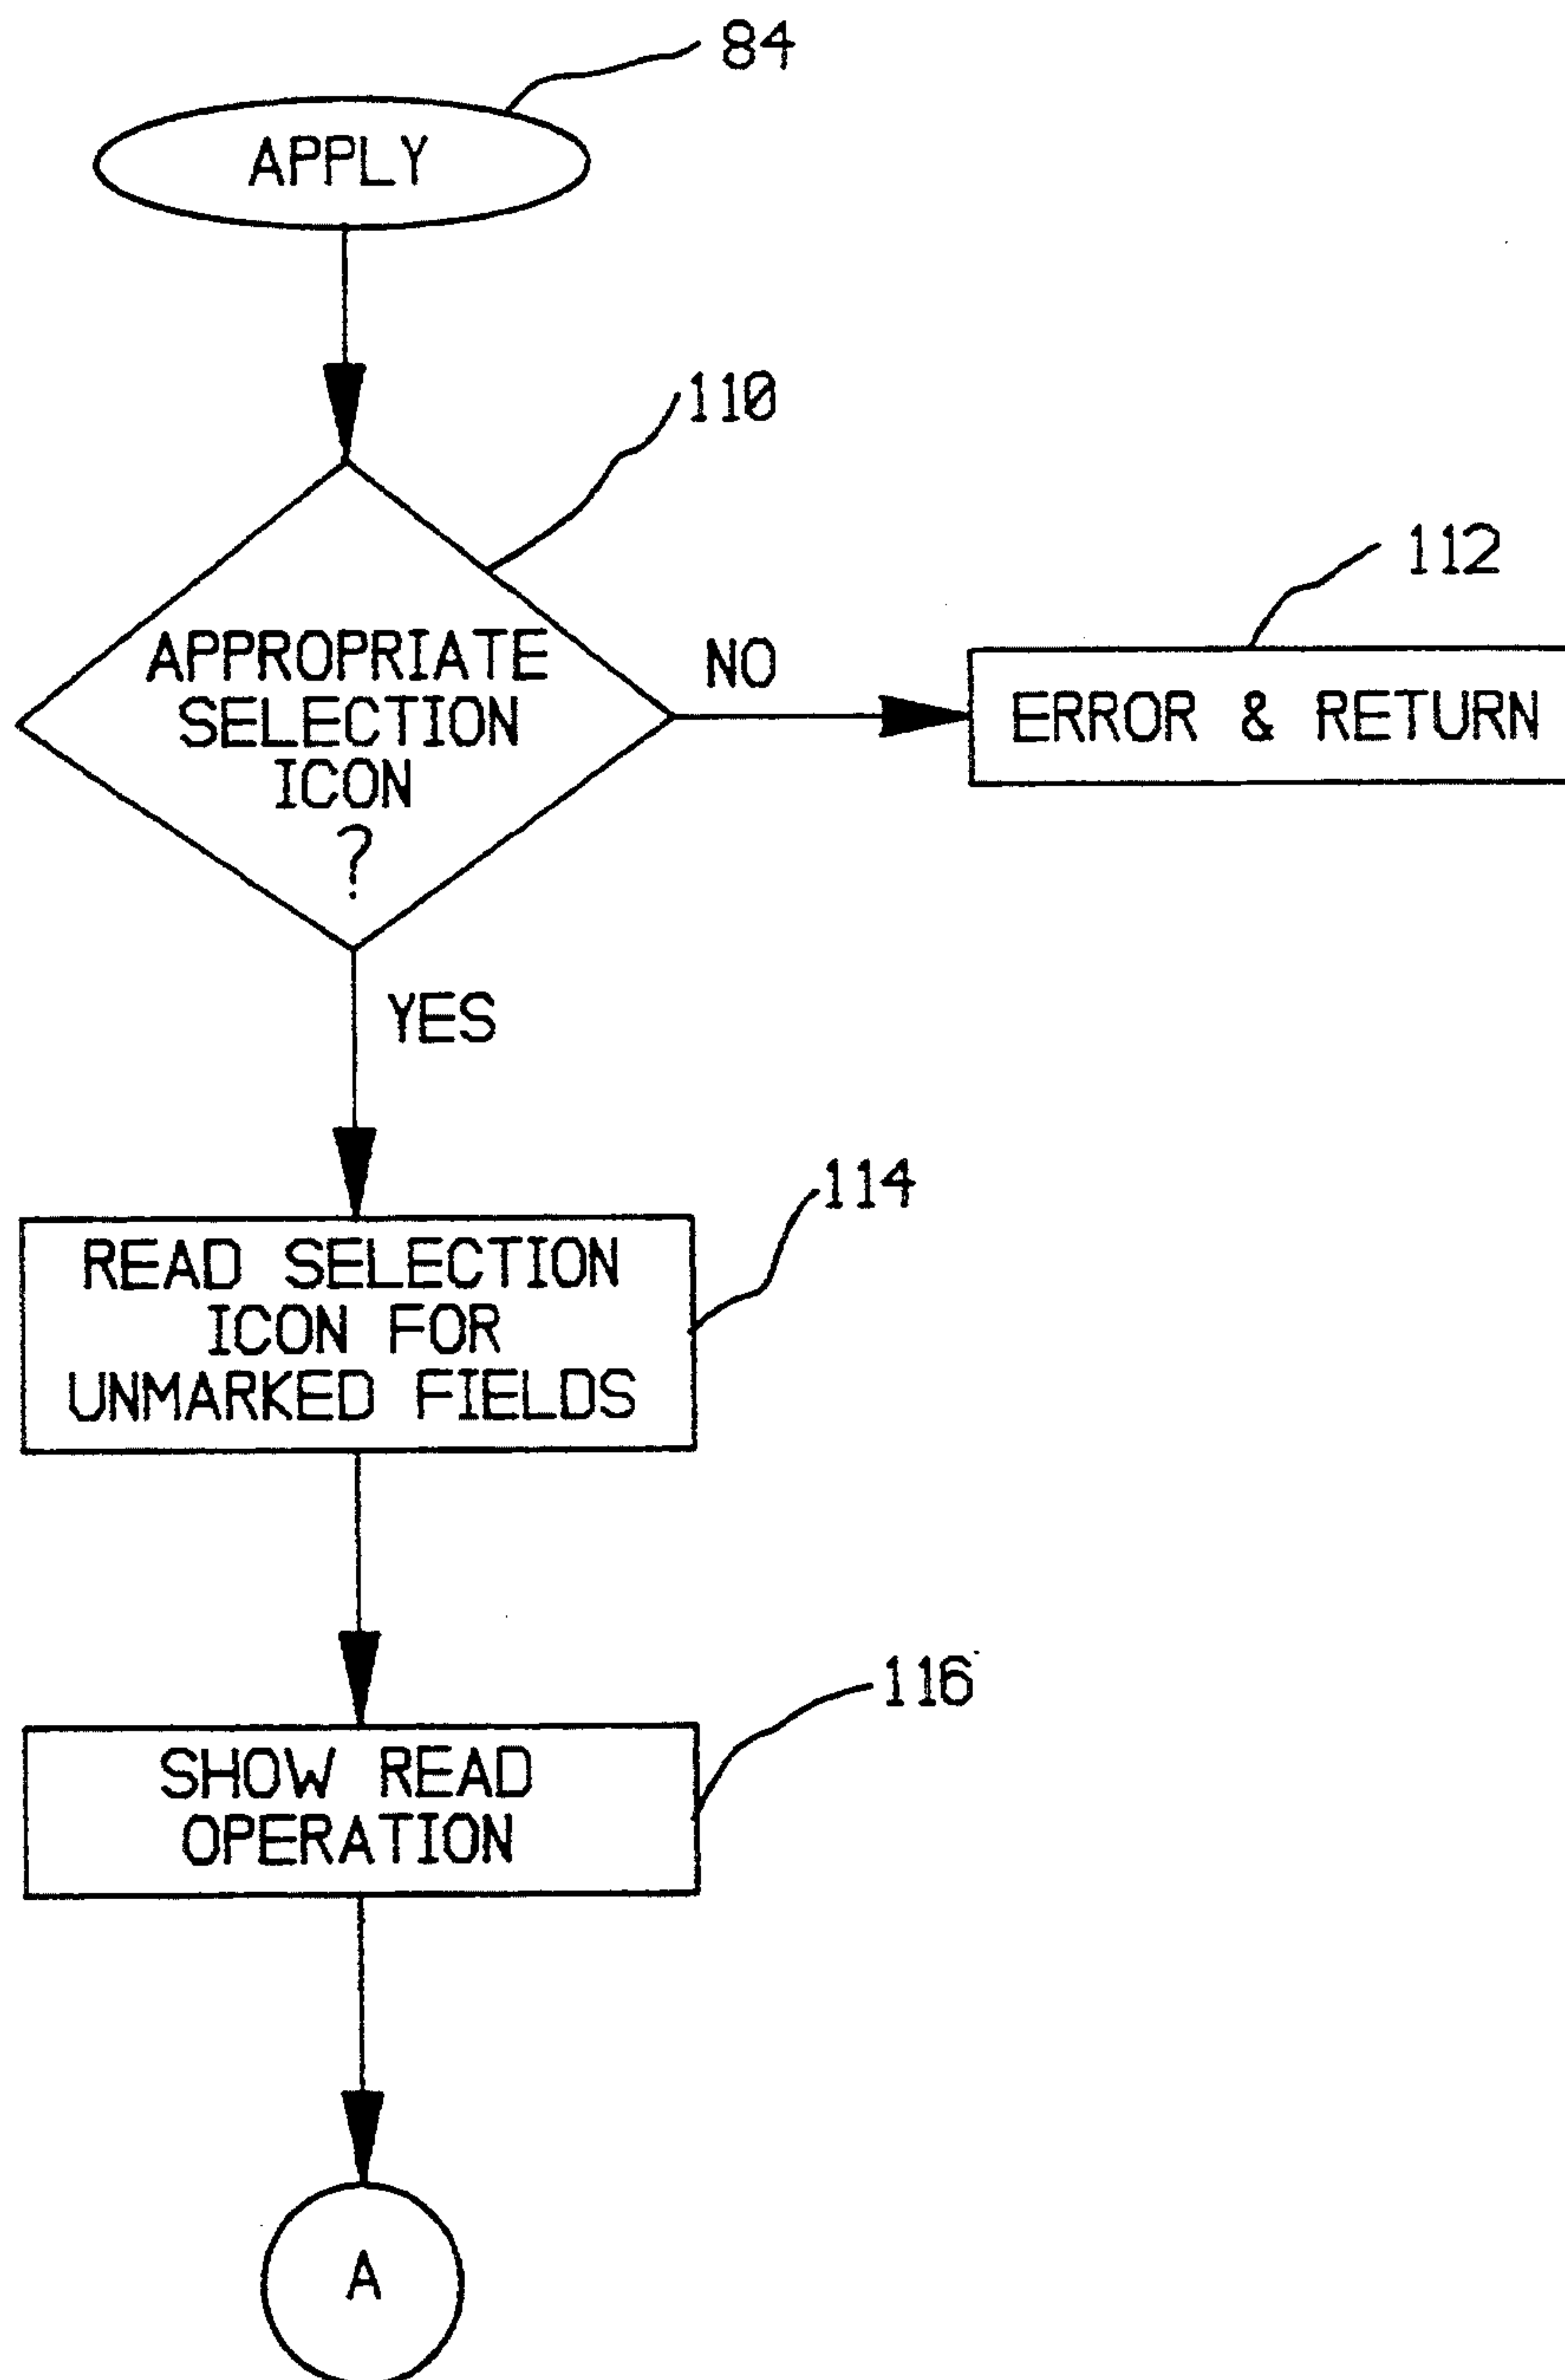 84
APPLY
110
APPROPRIATE
SELECTION
ICON
?
NO
112
ERROR & RETURN
YES
114
READ SELECTION
ICON FOR
UNMARKED FIELDS
116
SHOW READ
OPERATION
A